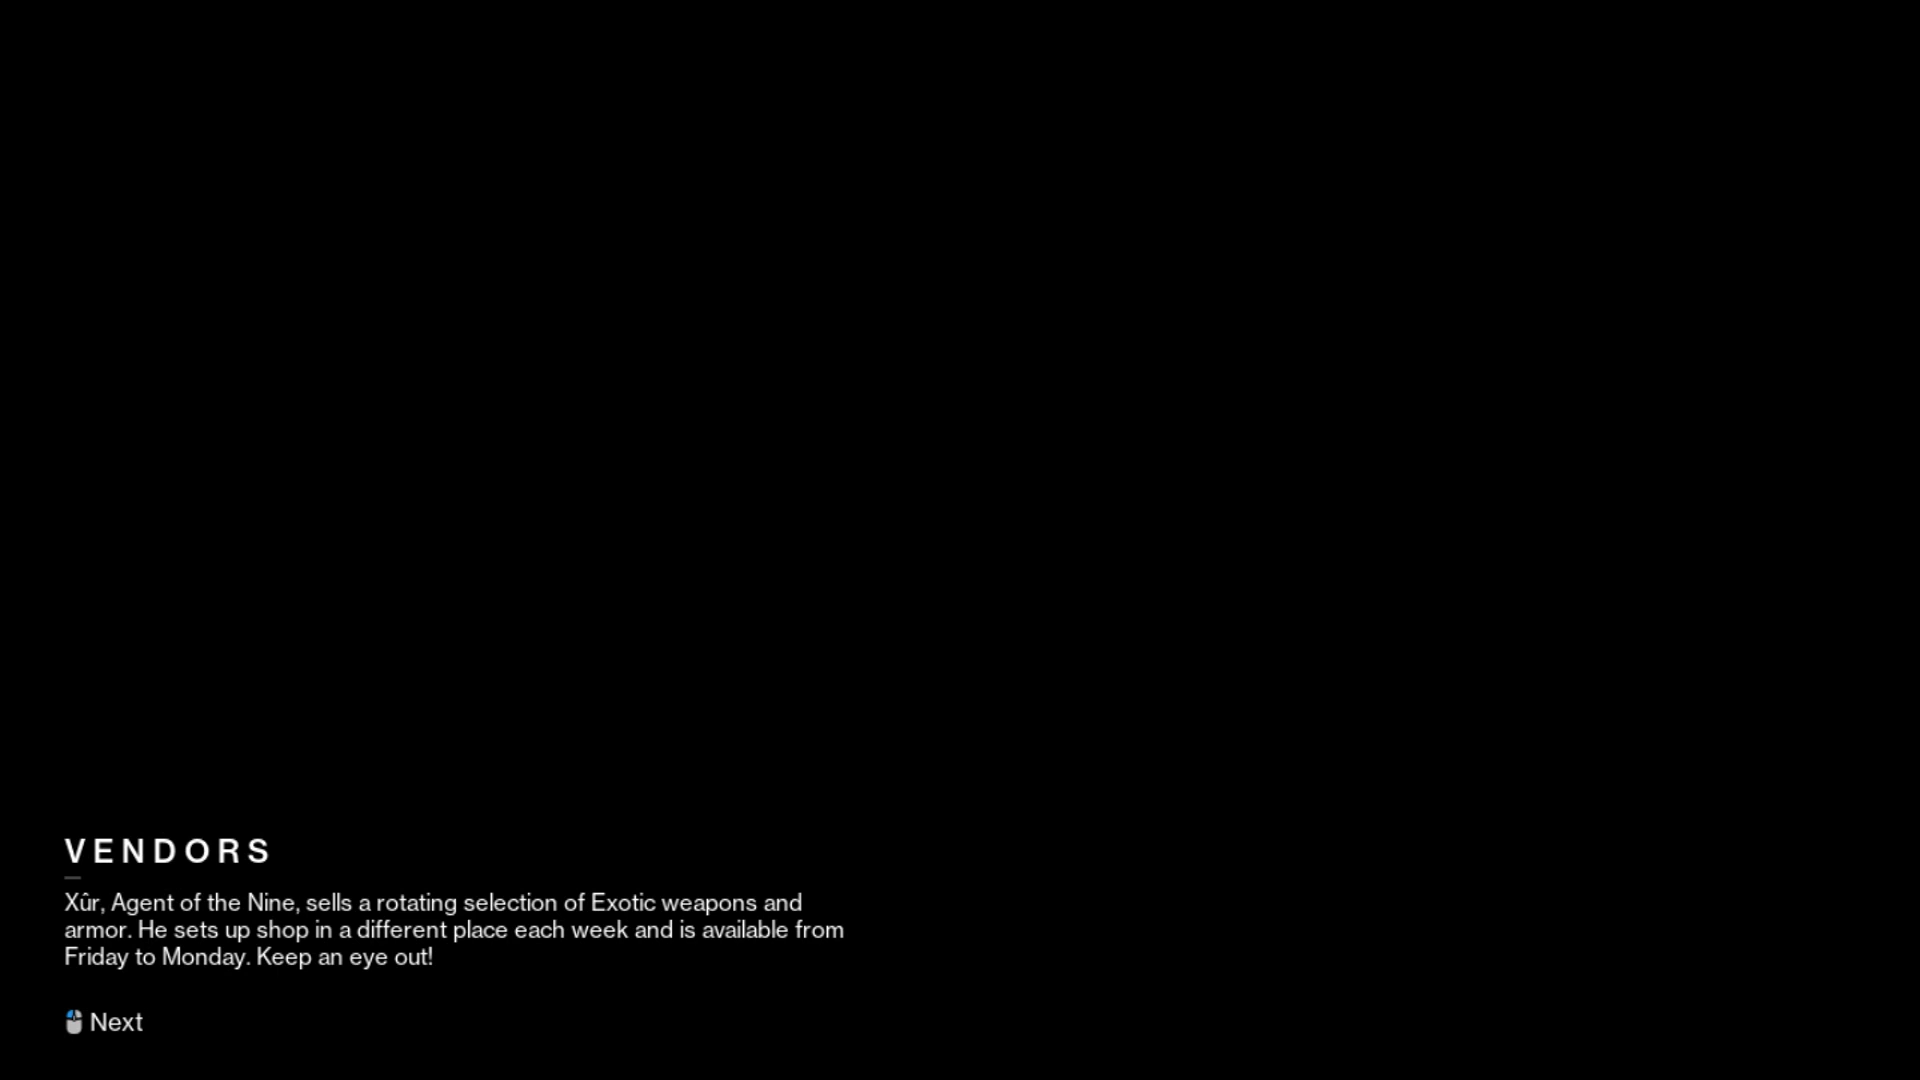 VENDORS
Xûr, Agent of the Nine, sells a rotating selection of Exotic weapons and
armor. He sets up shop in a different place each week and is available from
Friday to Monday. Keep an eye out!
Next